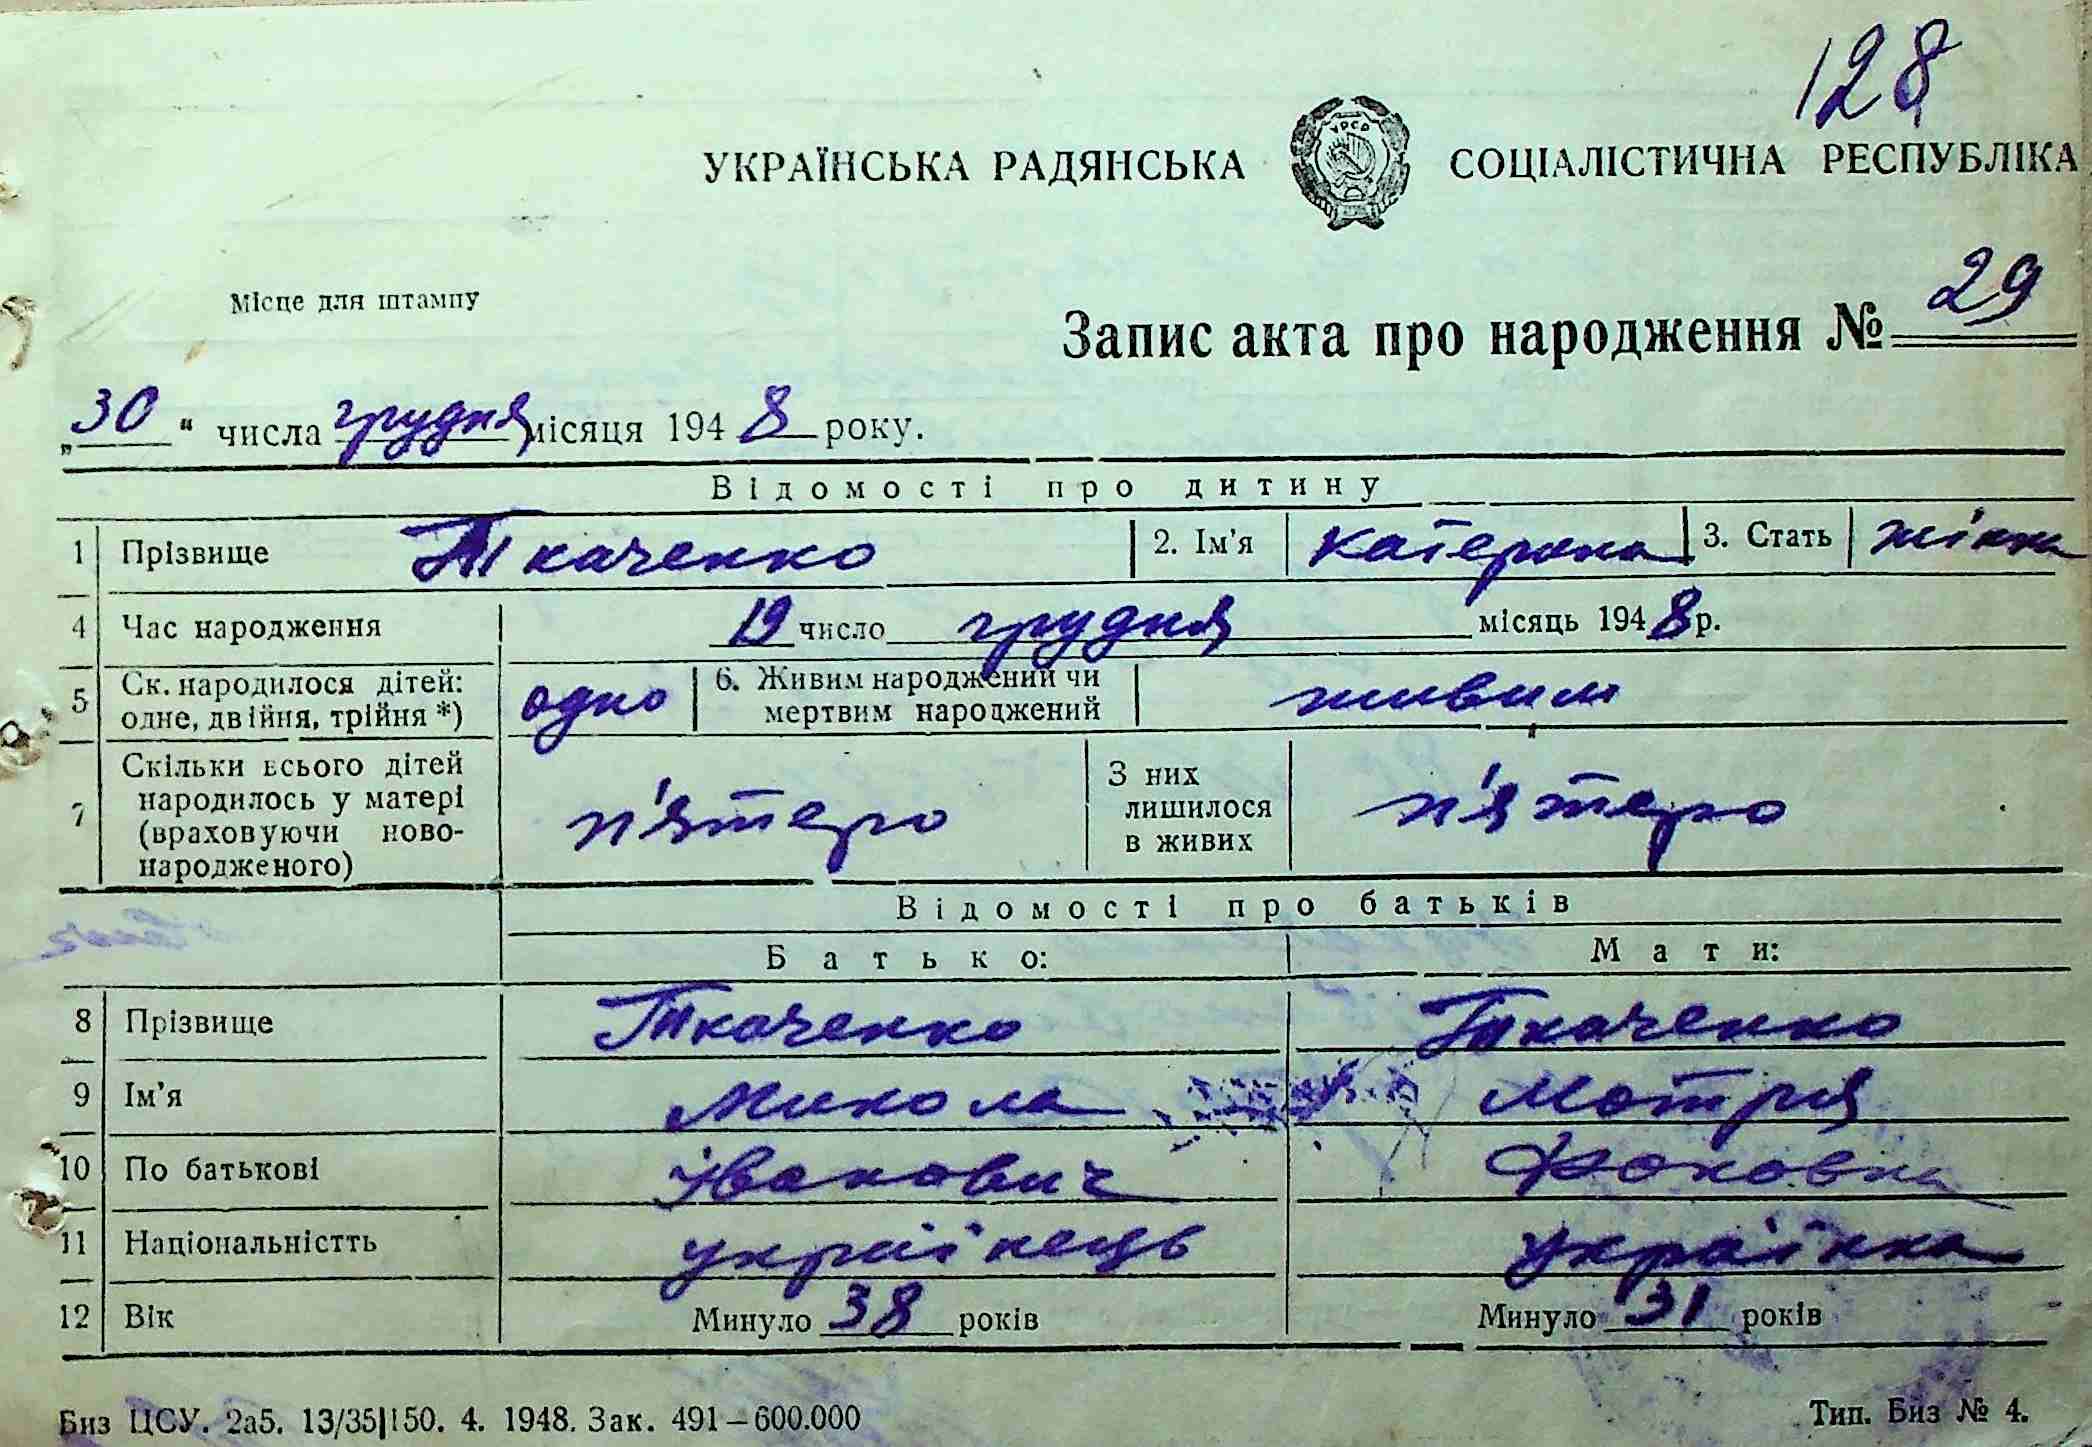 128
УКРАЇНСЬКА РАДЯНСЬКА СОЦІАЛІСТИЧНА РЕСПУБЛІКА
УРСР
Місце для штампу
Запис акта про народження № 29
„30“ числа грудня місяця 1948 року.
Відомості про дитину
1 Прізвище Ткаченко 2. Ім'я Катерина 3. Стать жінка
4 Час народження 19 число грудня місяць 1948 р.
5 Ск. народилося дітей: одне, двійня, трійня *) одно 6. Живим народжений чи мертвим народжений живим
7 Скільки всього дітей народилось у матері (враховуючи ново-народженого) п'ятеро З них лишилося в живих п'ятеро
Відомості про батьків
Батько: Мати:
8 Прізвище Ткаченко Ткаченко
9 Ім'я Микола Мотря
10 По батькові Іванович Фоковна
11 Національністть українець українка
12 Вік Минуло 38 років Минуло 31 років
Биз ЦСУ. 2а5. 13/35|150. 4. 1948. Зак. 491–600.000 Тип. Биз № 4.